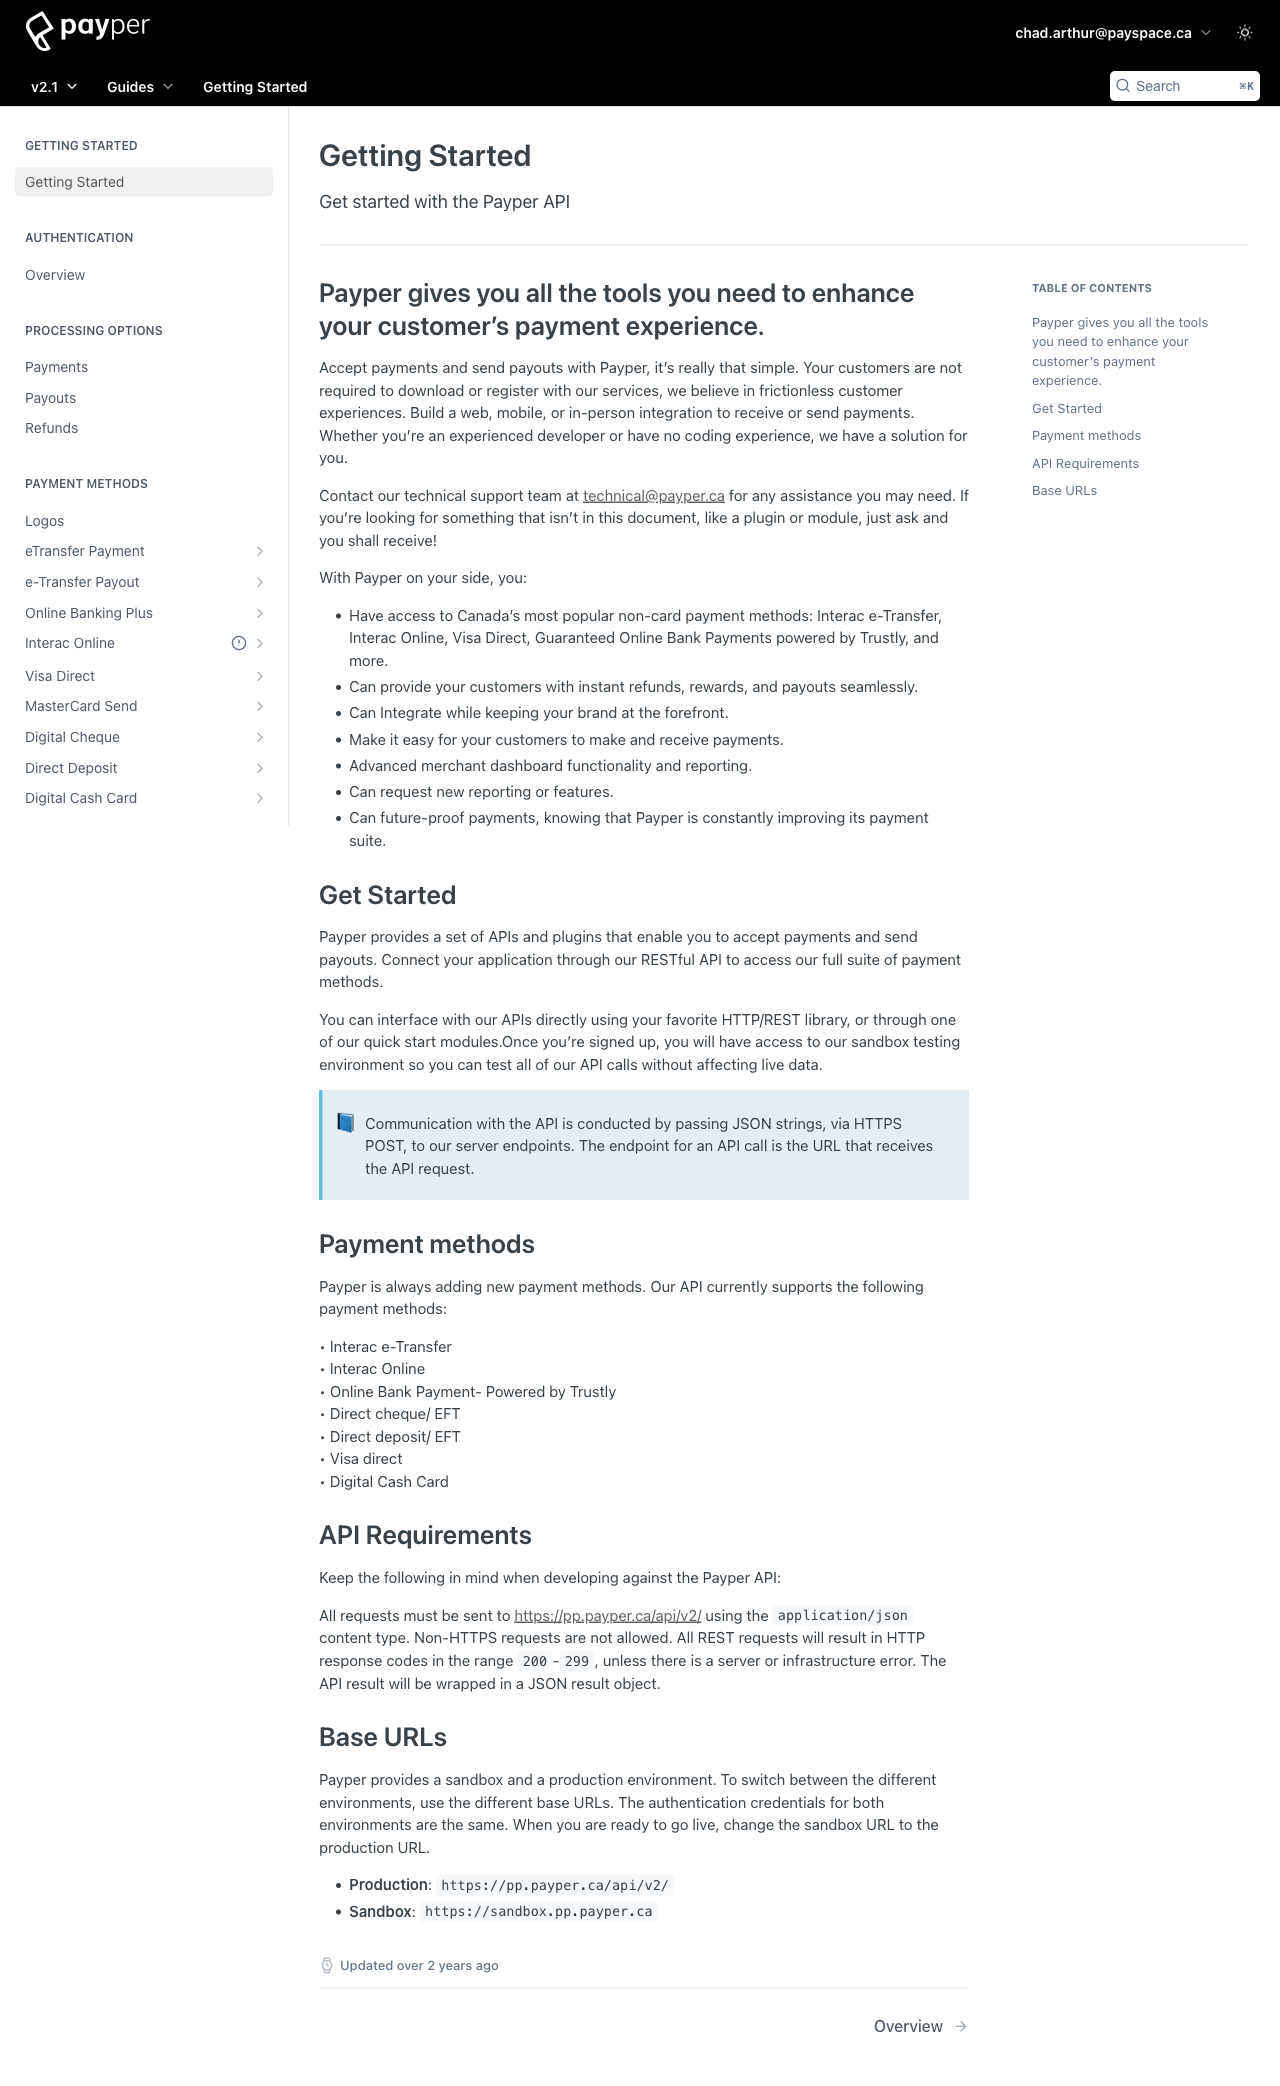 payper
chad.arthur@payspace.ca
v2.1
Guides
Getting Started
Search
⌘K
GETTING STARTED
Getting Started
AUTHENTICATION
Overview
PROCESSING OPTIONS
Payments
Payouts
Refunds
PAYMENT METHODS
Logos
eTransfer Payment
e-Transfer Payout
Online Banking Plus
Interac Online
Visa Direct
MasterCard Send
Digital Cheque
Direct Deposit
Digital Cash Card
Getting Started
Get started with the Payper API
Payper gives you all the tools you need to enhance
your customer’s payment experience.
Accept payments and send payouts with Payper, it’s really that simple. Your customers are not
required to download or register with our services, we believe in frictionless customer
experiences. Build a web, mobile, or in-person integration to receive or send payments.
Whether you’re an experienced developer or have no coding experience, we have a solution for
you.
Contact our technical support team at technical@payper.ca for any assistance you may need. If
you’re looking for something that isn’t in this document, like a plugin or module, just ask and
you shall receive!
With Payper on your side, you:
• Have access to Canada’s most popular non-card payment methods: Interac e-Transfer,
Interac Online, Visa Direct, Guaranteed Online Bank Payments powered by Trustly, and
more.
• Can provide your customers with instant refunds, rewards, and payouts seamlessly.
• Can Integrate while keeping your brand at the forefront.
• Make it easy for your customers to make and receive payments.
• Advanced merchant dashboard functionality and reporting.
• Can request new reporting or features.
• Can future-proof payments, knowing that Payper is constantly improving its payment
suite.
Get Started
Payper provides a set of APIs and plugins that enable you to accept payments and send
payouts. Connect your application through our RESTful API to access our full suite of payment
methods.
You can interface with our APIs directly using your favorite HTTP/REST library, or through one
of our quick start modules.Once you’re signed up, you will have access to our sandbox testing
environment so you can test all of our API calls without affecting live data.
Communication with the API is conducted by passing JSON strings, via HTTPS
POST, to our server endpoints. The endpoint for an API call is the URL that receives
the API request.
Payment methods
Payper is always adding new payment methods. Our API currently supports the following
payment methods:
• Interac e-Transfer
• Interac Online
• Online Bank Payment- Powered by Trustly
• Direct cheque/ EFT
• Direct deposit/ EFT
• Visa direct
• Digital Cash Card
API Requirements
Keep the following in mind when developing against the Payper API:
All requests must be sent to https://pp.payper.ca/api/v2/ using the application/json
content type. Non-HTTPS requests are not allowed. All REST requests will result in HTTP
response codes in the range 200 - 299 , unless there is a server or infrastructure error. The
API result will be wrapped in a JSON result object.
Base URLs
Payper provides a sandbox and a production environment. To switch between the different
environments, use the different base URLs. The authentication credentials for both
environments are the same. When you are ready to go live, change the sandbox URL to the
production URL.
• Production: https://pp.payper.ca/api/v2/
• Sandbox: https://sandbox.pp.payper.ca
Updated over 2 years ago
Overview →
TABLE OF CONTENTS
Payper gives you all the tools
you need to enhance your
customer’s payment
experience.
Get Started
Payment methods
API Requirements
Base URLs